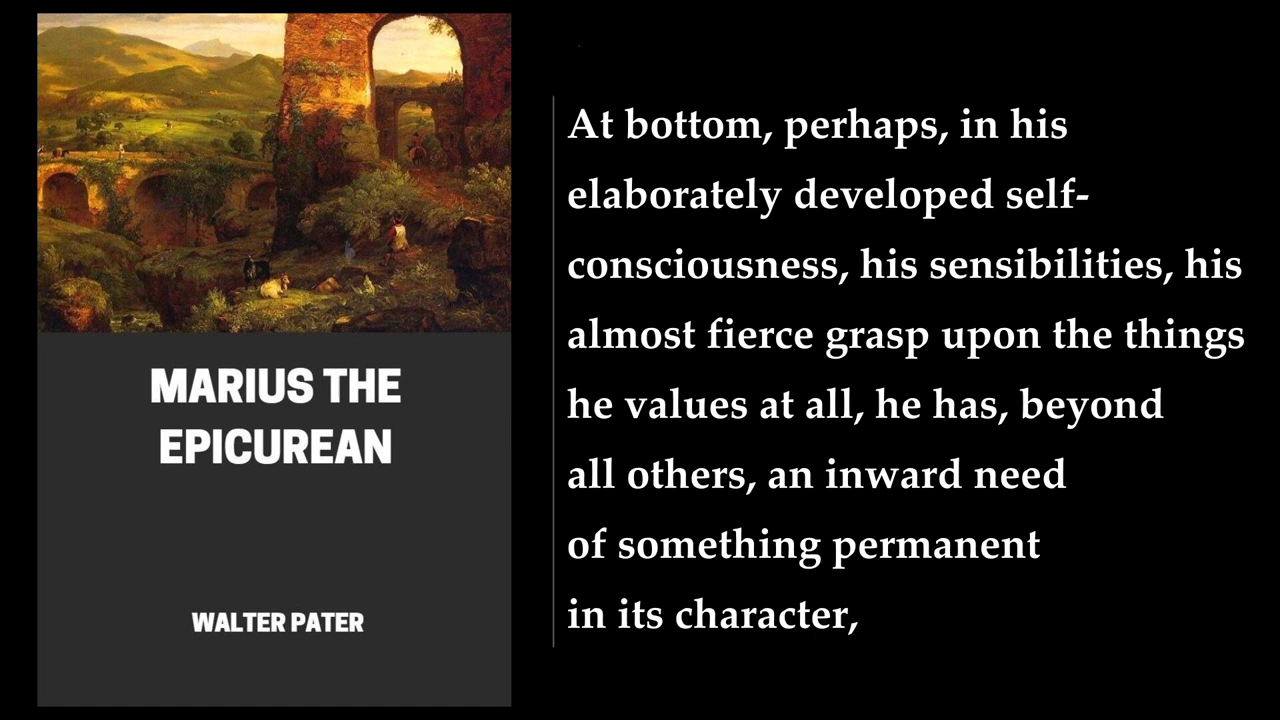 MARIUS THE
EPICUREAN
WALTER PATER
At bottom, perhaps, in his
elaborately developed self-
consciousness, his sensibilities, his
almost fierce grasp upon the things
he values at all, he has, beyond
all others, an inward need
of something permanent
in its character,